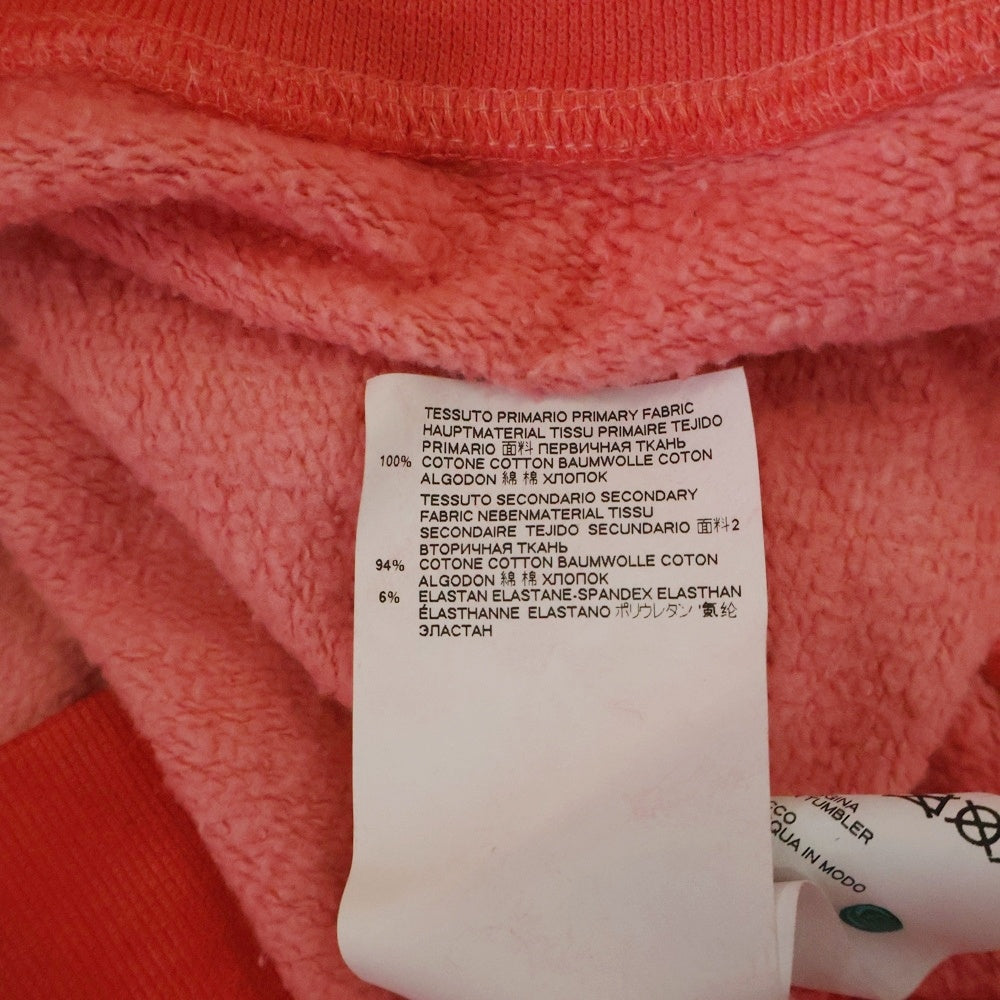 TESSUTO PRIMARIO PRIMARY FABRIC
HAUPTMATERIAL TISSU PRIMAIRE TEJIDO
PRIMARIO 面料 ПЕРВИЧНАЯ ТКАНЬ
100% COTONE COTTON BAUMWOLLE COTON
ALGODON 綿 棉 ХЛОПОК
TESSUTO SECONDARIO SECONDARY
FABRIC NEBENMATERIAL TISSU
SECONDAIRE TEJIDO SECUNDARIO 面料2
ВТОРИЧНАЯ ТКАНЬ
94% COTONE COTTON BAUMWOLLE COTON
ALGODON 綿 棉 ХЛОПОК
6% ELASTAN ELASTANE-SPANDEX ELASTHAN
ÉLASTHANNE ELASTANO ポリウレタン '氨纶
ЭЛАСТАН
TUMBLER
IN MODO